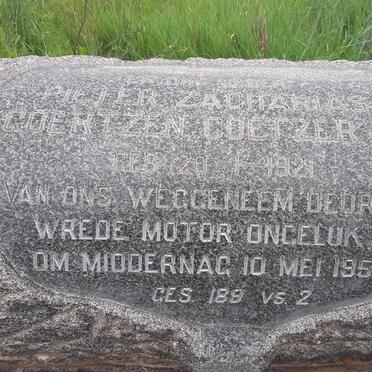 PIETER ZACHARIAS
COERTZEN COETZER
GEB 20 1 1921
VAN ONS WEGGENEEM DEUR
WREDE MOTOR ONGELUK
OM MIDDERNAG 10 MEI 195
GES. 189 VS. 2